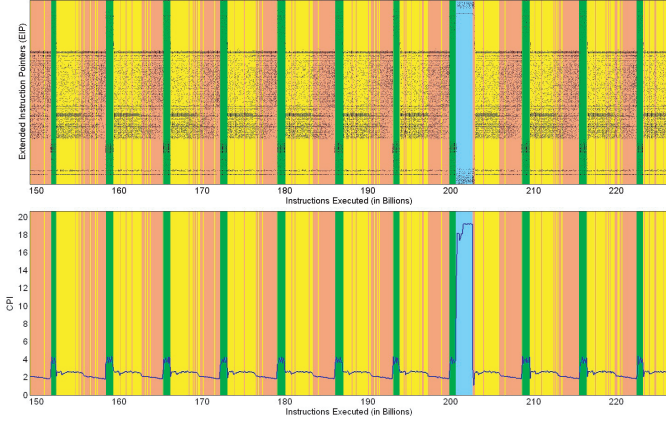 Extended Instruction Pointers (EIP)
150 160 170 180 190 200 210 220
Instructions Executed (in Billions)
20
18
16
14
12
10
8
6
4
2
0
CPI
150 160 170 180 190 200 210 220
Instructions Executed (in Billions)